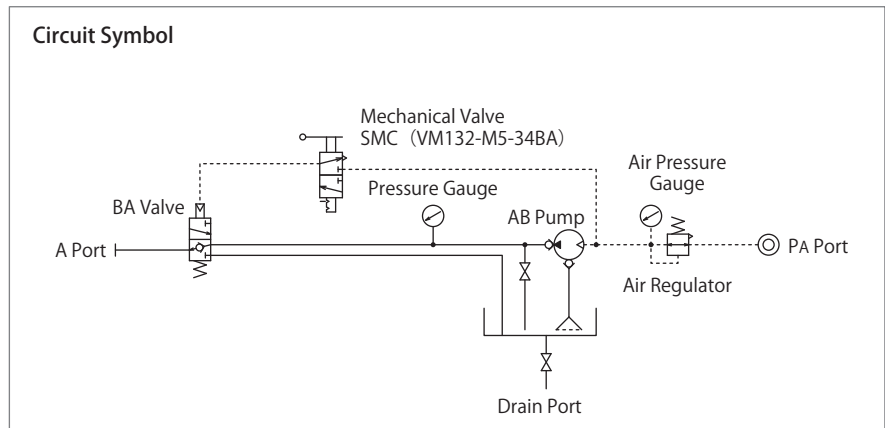 Circuit Symbol
Mechanical Valve
SMC（VM132-M5-34BA）
Air Pressure
Gauge
Pressure Gauge
BA Valve
AB Pump
A Port
PA Port
Air Regulator
Drain Port